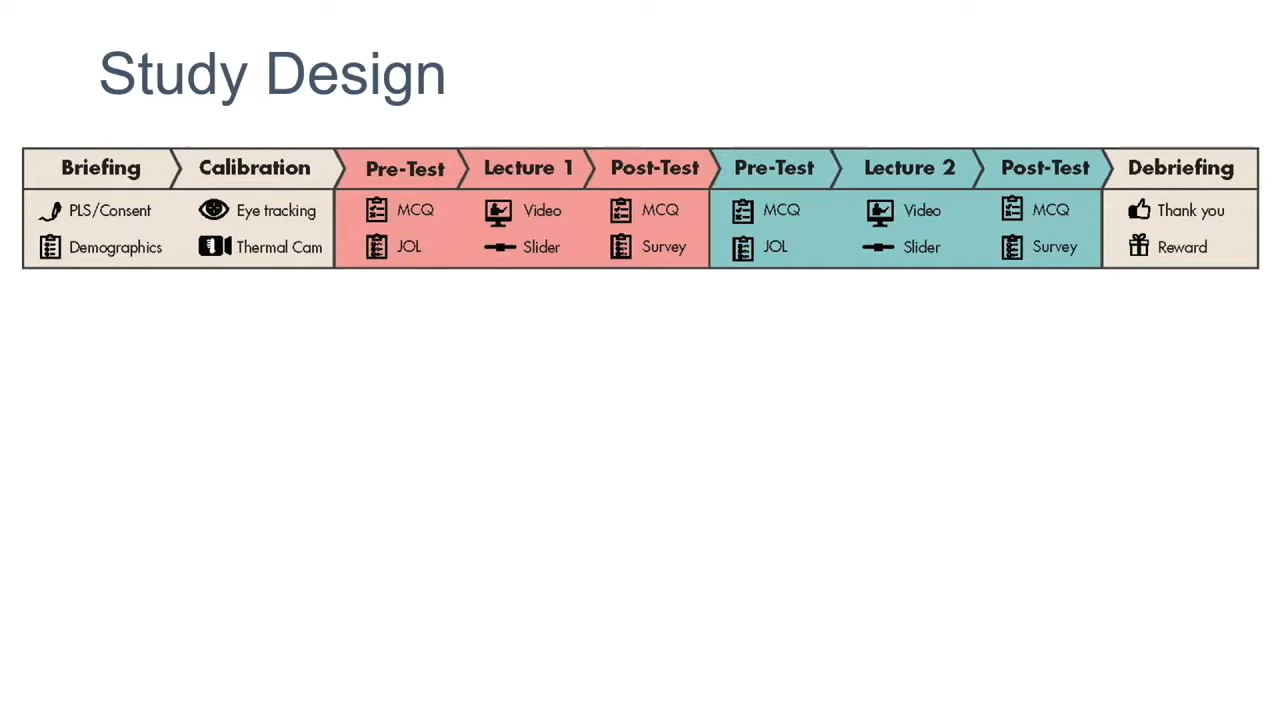 Study Design
Briefing Calibration Pre-Test Lecture 1 Post-Test Pre-Test Lecture 2 Post-Test Debriefing
PLS/Consent Eye tracking MCQ Video MCQ MCQ Video MCQ Thank you
Demographics Thermal Cam JOL Slider Survey JOL Slider Survey Reward